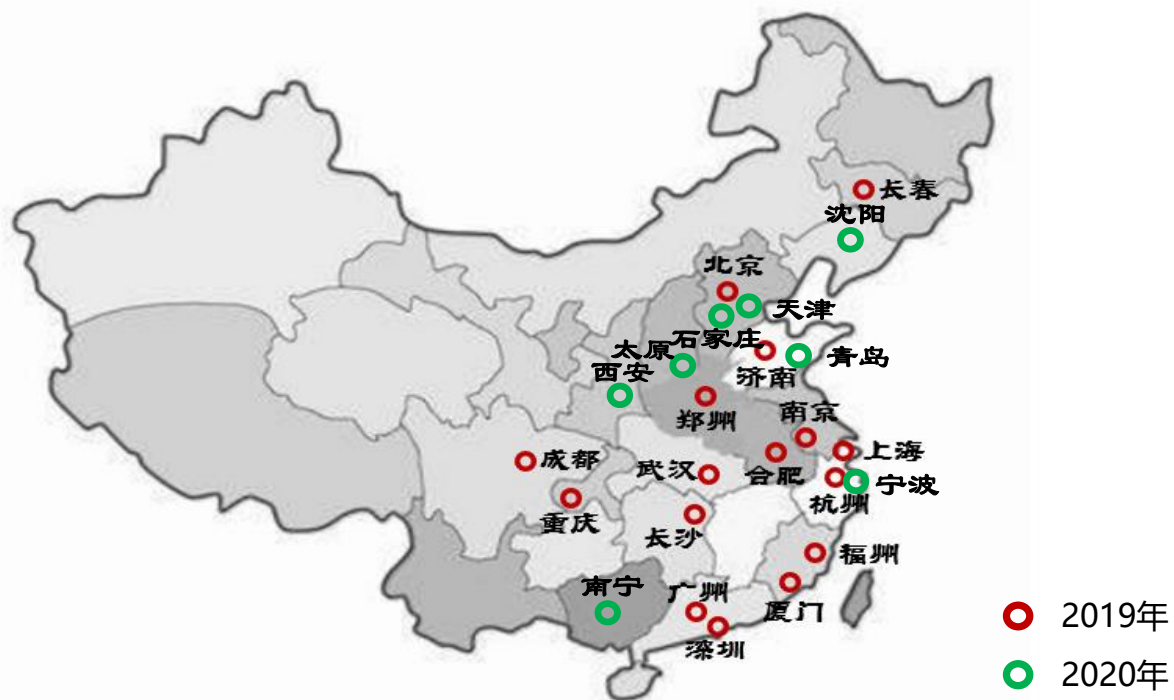 长春
沈阳
北京
天津
石家庄
太原
青岛
西安
济南
郑州
南京
上海
成都
武汉
合肥
宁波
杭州
重庆
长沙
福州
南宁
广州
厦门
深圳
2019年
2020年